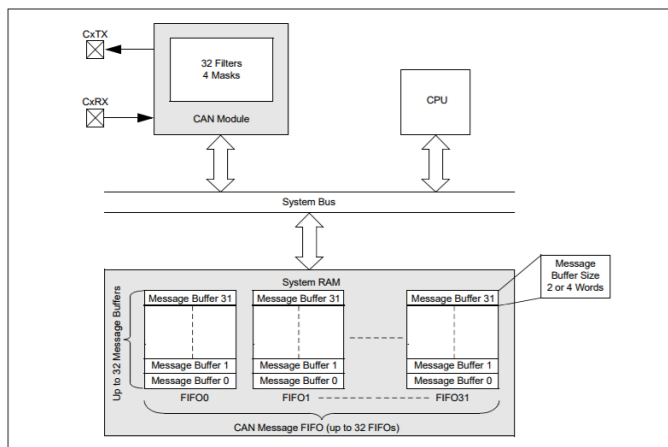 CxTX
32 Filters
4 Masks
CxRX
CAN Module
CPU
System Bus
System RAM
Message
Buffer Size
2 or 4 Words
Up to 32 Message Buffers
Message Buffer 31
Message Buffer 31
Message Buffer 31
Message Buffer 1
Message Buffer 1
Message Buffer 1
Message Buffer 0
Message Buffer 0
Message Buffer 0
FIFO0
FIFO1
FIFO31
CAN Message FIFO (up to 32 FIFOs)